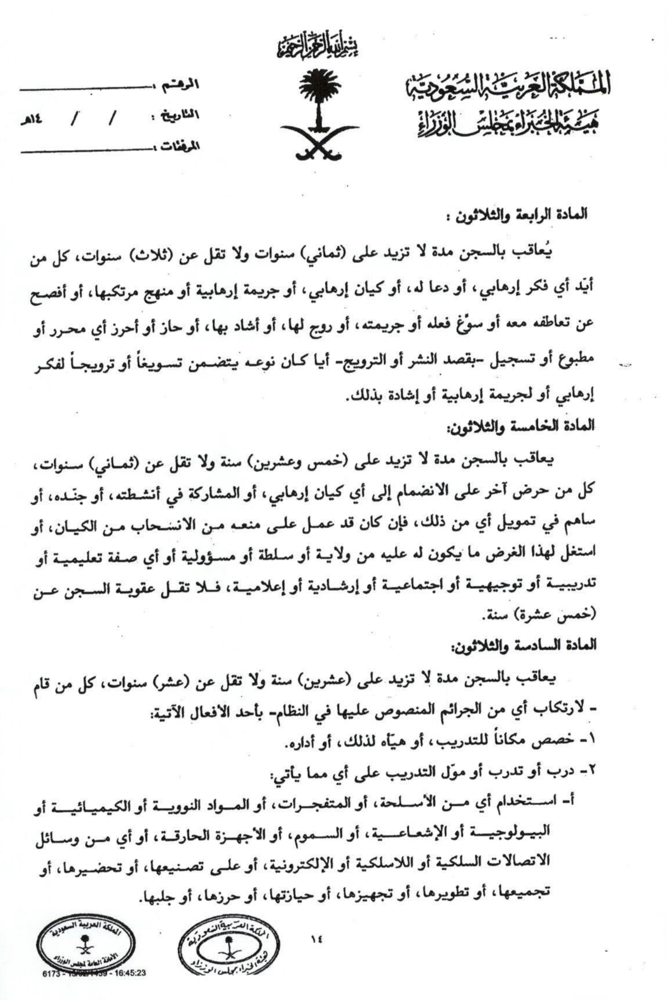 بسم الله الرحمن الرحيم
المملكة العربية السعودية
هيئة الخبراء بمجلس الوزراء
الرقم :
التاريخ : / / ١٤هـ
المرفقات :
المادة الرابعة والثلاثون :
يُعاقب بالسجن مدة لا تزيد على (ثماني) سنوات ولا تقل عن (ثلاث) سنوات، كل من
أيّد أي فكر إرهابي، أو دعا له، أو كيان إرهابي، أو جريمة إرهابية أو منهج مرتكبها، أو أفصح
عن تعاطفه معه أو سوَّغ فعله أو جريمته، أو روج لها، أو أشاد بها، أو حاز أو أحرز أي محرر أو
مطبوع أو تسجيل -بقصد النشر أو الترويج- أيا كان نوعه يتضمن تسويغاً أو ترويجاً لفكر
إرهابي أو لجريمة إرهابية أو إشادة بذلك.
المادة الخامسة والثلاثون:
يعاقب بالسجن مدة لا تزيد على (خمس وعشرين) سنة ولا تقل عن (ثماني) سنوات،
كل من حرض آخر على الانضمام إلى أي كيان إرهابي، أو المشاركة في أنشطته، أو جنّده، أو
ساهم في تمويل أي من ذلك، فإن كان قد عمل على منعه من الانسحاب من الكيان، أو
استغل لهذا الغرض ما يكون له عليه من ولاية أو سلطة أو مسؤولية أو أي صفة تعليمية أو
تدريبية أو توجيهية أو اجتماعية أو إرشادية أو إعلامية، فلا تقل عقوبة السجن عن
(خمس عشرة) سنة.
المادة السادسة والثلاثون:
يعاقب بالسجن مدة لا تزيد على (عشرين) سنة ولا تقل عن (عشر) سنوات، كل من قام
- لارتكاب أي من الجرائم المنصوص عليها في النظام- بأحد الأفعال الآتية:
١- خصص مكاناً للتدريب، أو هيّأه لذلك، أو أداره.
٢- درب أو تدرب أو موّل التدريب على أي مما يأتي:
أ- استخدام أي من الأسلحة، أو المتفجرات، أو المواد النووية أو الكيميائية أو
البيولوجية أو الإشعاعية، أو السموم، أو الأجهزة الحارقة، أو أي من وسائل
الاتصالات السلكية أو اللاسلكية أو الإلكترونية، أو على تصنيعها، أو تحضيرها، أو
تجميعها، أو تطويرها، أو تجهيزها، أو حيازتها، أو حرزها، أو جلبها.
١٤
المملكة العربية السعودية
هيئة الخبراء بمجلس الوزراء
المملكة العربية السعودية
الأمانة العامة لمجلس الوزراء
6173 - 15/02/1439 - 16:45:23